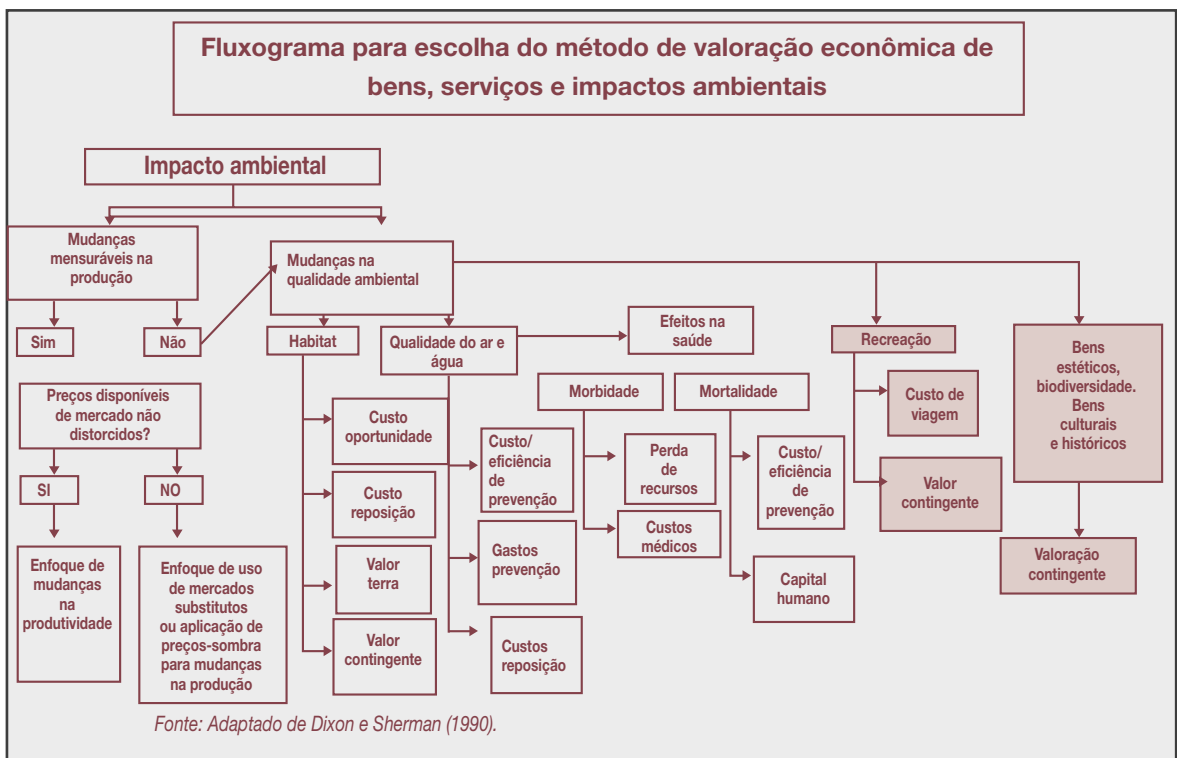 Fluxograma para escolha do método de valoração econômica de
bens, serviços e impactos ambientais
Impacto ambiental
Mudanças
mensuráveis na
produção
Mudanças na
qualidade ambiental
Sim
Não
Habitat
Qualidade do ar e
água
Efeitos na
saúde
Recreação
Bens
estéticos,
biodiversidade.
Bens
culturais
e históricos
Preços disponíveis
de mercado não
distorcidos?
Morbidade
Mortalidade
Custo de
viagem
Custo
oportunidade
Custo/
eficiência
de
prevenção
Perda
de
recursos
Custo/
eficiência
de
prevenção
Valor
contingente
SI
NO
Custo
reposição
Custos
médicos
Enfoque de
mudanças
na
produtividade
Enfoque de uso
de mercados
substitutos
ou aplicação de
preços-sombra
para mudanças
na produção
Valor
terra
Gastos
prevenção
Capital
humano
Valoração
contingente
Valor
contingente
Custos
reposição
Fonte: Adaptado de Dixon e Sherman (1990).